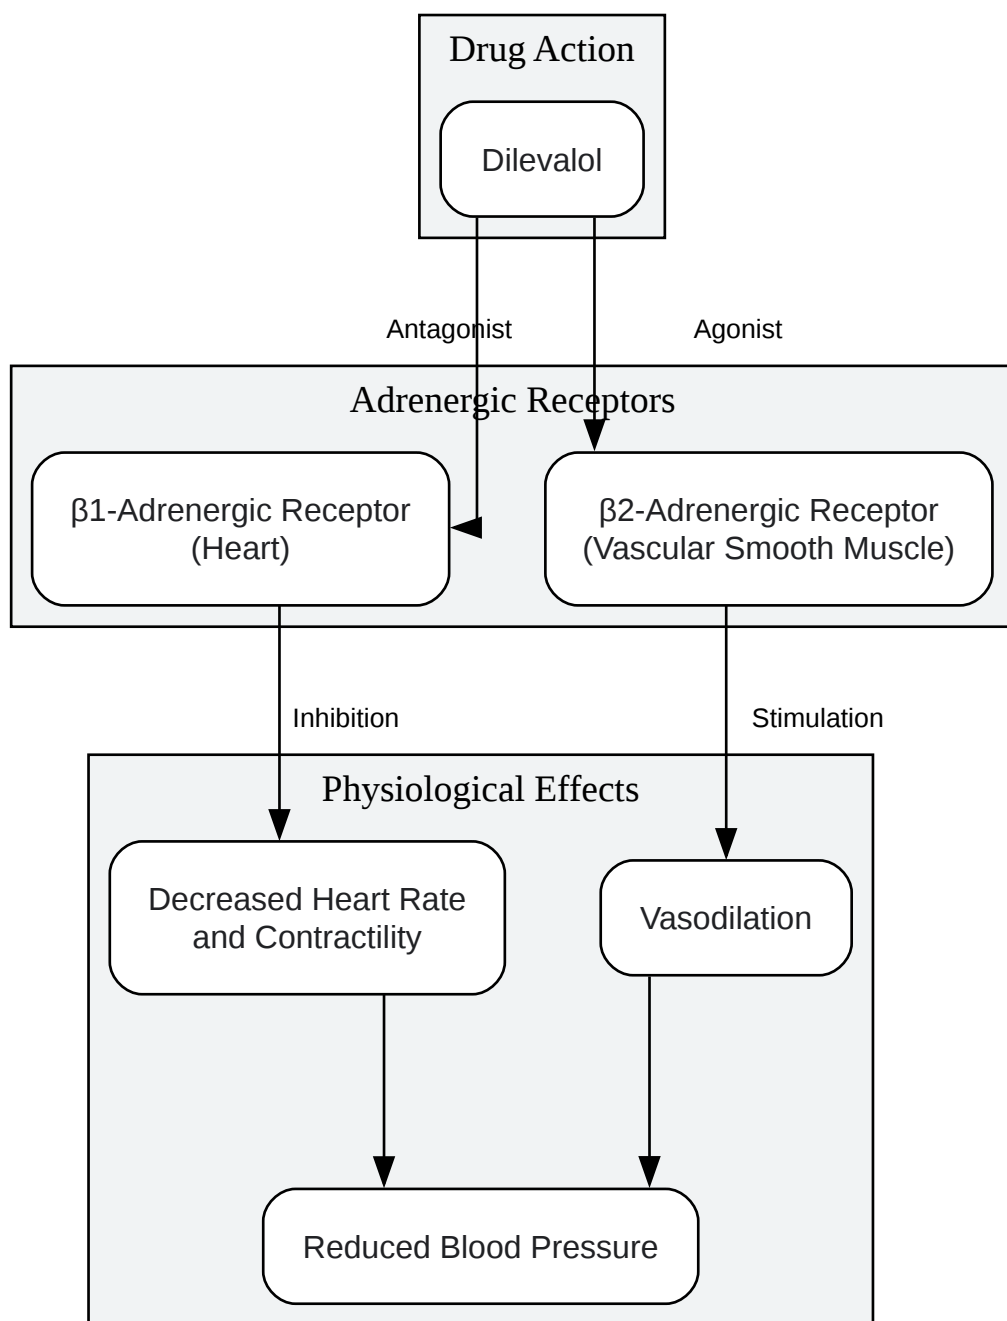 Drug Action
Dilevalol
Antagonist
Agonist
Adrenergic Receptors
β1-Adrenergic Receptor
(Heart)
β2-Adrenergic Receptor
(Vascular Smooth Muscle)
Inhibition
Stimulation
Physiological Effects
Decreased Heart Rate
and Contractility
Vasodilation
Reduced Blood Pressure